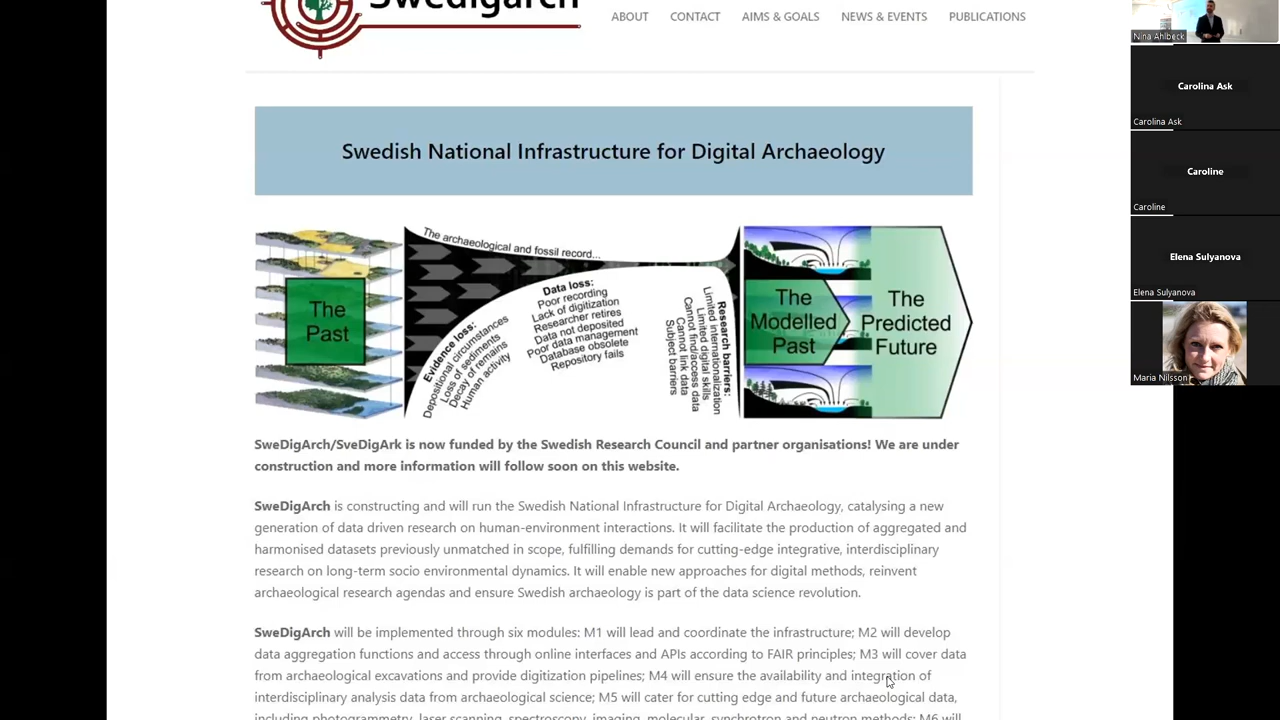 Swedigarch
ABOUT CONTACT AIMS & GOALS NEWS & EVENTS PUBLICATIONS
Swedish National Infrastructure for Digital Archaeology
The Past
The archaeological and fossil record...
Evidence loss:
Depositional circumstances
Loss of sediments
Decay of remains
Human activity
Data loss:
Poor recording
Lack of digitization
Researcher retires
Data not deposited
Poor data management
Database obsolete
Repository fails
Research barriers:
Limited internationalization
Limited digital skills
Cannot find/access data
Cannot link data
Subject barriers
The
Modelled
Past
The
Predicted
Future
SweDigArch/SveDigArk is now funded by the Swedish Research Council and partner organisations! We are under
construction and more information will follow soon on this website.
SweDigArch is constructing and will run the Swedish National Infrastructure for Digital Archaeology, catalysing a new
generation of data driven research on human-environment interactions. It will facilitate the production of aggregated and
harmonised datasets previously unmatched in scope, fulfilling demands for cutting-edge integrative, interdisciplinary
research on long-term socio environmental dynamics. It will enable new approaches for digital methods, reinvent
archaeological research agendas and ensure Swedish archaeology is part of the data science revolution.
SweDigArch will be implemented through six modules: M1 will lead and coordinate the infrastructure; M2 will develop
data aggregation functions and access through online interfaces and APIs according to FAIR principles; M3 will cover data
from archaeological excavations and provide digitization pipelines; M4 will ensure the availability and integration of
interdisciplinary analysis data from archaeological science; M5 will cater for cutting edge and future archaeological data,
including photogrammetry, laser scanning, spectroscopy, imaging, molecular, synchrotron and neutron methods; M6 will
Nina Ahlbeck
Carolina Ask
Carolina Ask
Caroline
Caroline
Elena Sulyanova
Elena Sulyanova
Maria Nilsson